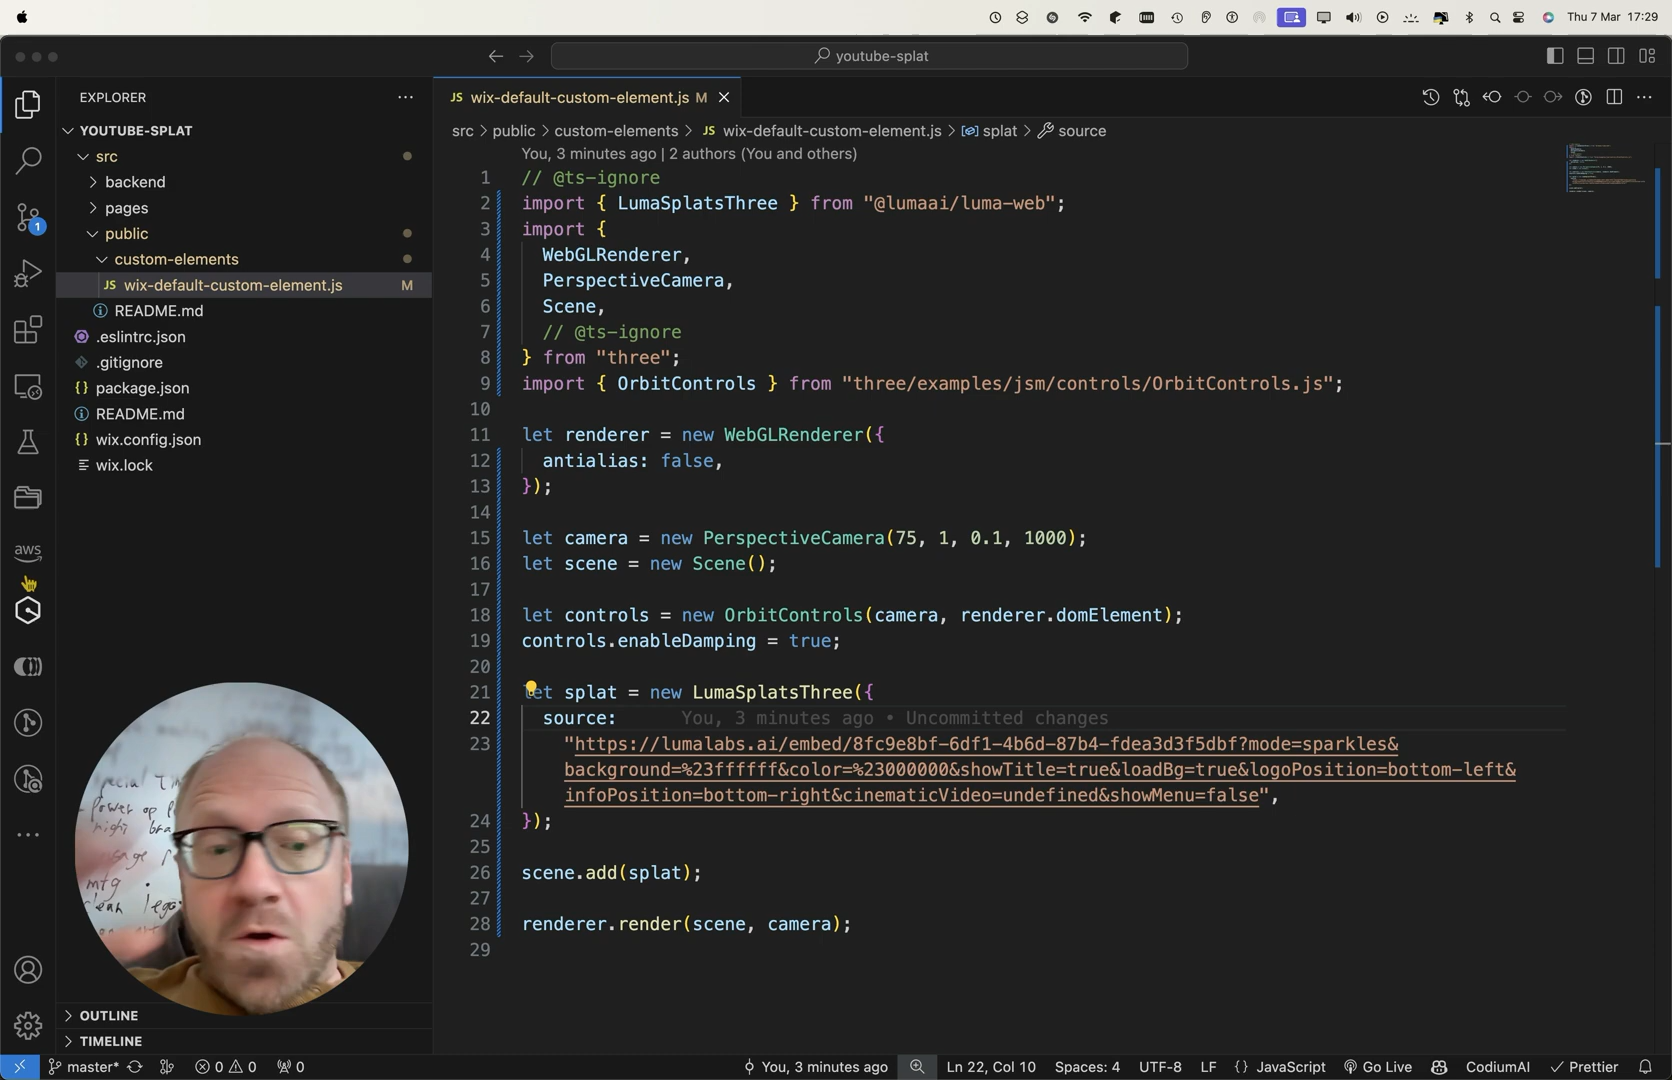 Thu 7 Mar 17:29
youtube-splat
EXPLORER
YOUTUBE-SPLAT
src
backend
pages
public
custom-elements
JS wix-default-custom-element.js M
README.md
.eslintrc.json
.gitignore
{} package.json
README.md
{} wix.config.json
wix.lock
1
aws
OUTLINE
TIMELINE
JS wix-default-custom-element.js M
src > public > custom-elements > JS wix-default-custom-element.js > splat > source
You, 3 minutes ago | 2 authors (You and others)
1 // @ts-ignore
2 import { LumaSplatsThree } from "@lumaai/luma-web";
3 import {
4 WebGLRenderer,
5 PerspectiveCamera,
6 Scene,
7 // @ts-ignore
8 } from "three";
9 import { OrbitControls } from "three/examples/jsm/controls/OrbitControls.js";
10
11 let renderer = new WebGLRenderer({
12 antialias: false,
13 });
14
15 let camera = new PerspectiveCamera(75, 1, 0.1, 1000);
16 let scene = new Scene();
17
18 let controls = new OrbitControls(camera, renderer.domElement);
19 controls.enableDamping = true;
20
21 let splat = new LumaSplatsThree({
22 source: You, 3 minutes ago • Uncommitted changes
23 "https://lumalabs.ai/embed/8fc9e8bf-6df1-4b6d-87b4-fdea3d3f5dbf?mode=sparkles&
background=%23ffffff&color=%23000000&showTitle=true&loadBg=true&logoPosition=bottom-left&
infoPosition=bottom-right&cinematicVideo=undefined&showMenu=false",
24 });
25
26 scene.add(splat);
27
28 renderer.render(scene, camera);
29
power op
mtg
master* 0 0 0 You, 3 minutes ago Ln 22, Col 10 Spaces: 4 UTF-8 LF {} JavaScript Go Live CodiumAI Prettier